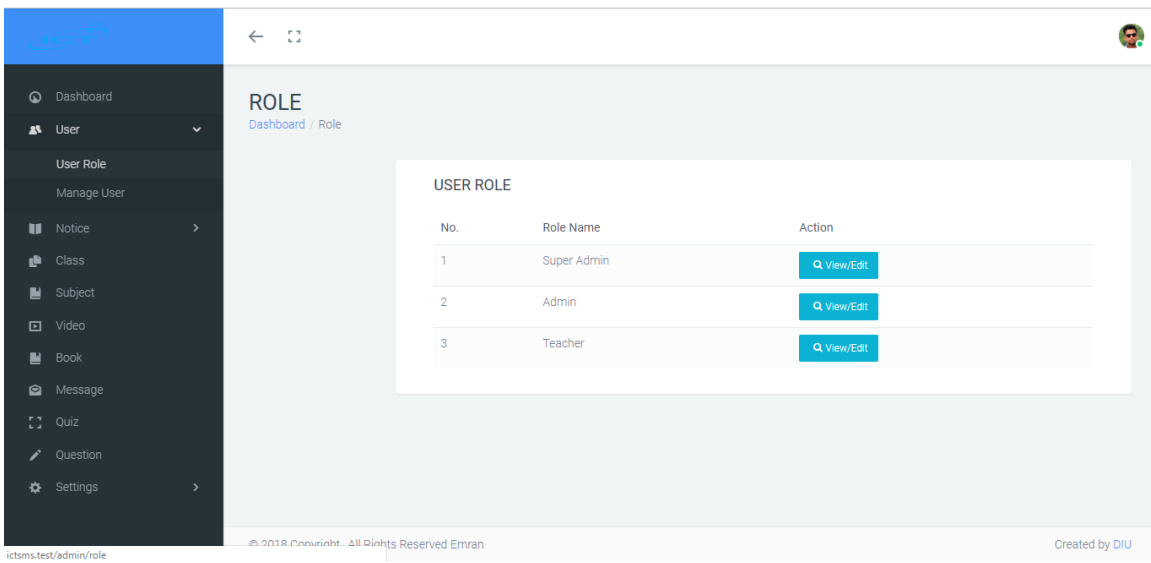 Dashboard
User
User Role
Manage User
Notice
Class
Subject
Video
Book
Message
Quiz
Question
Settings
ictsms.test/admin/role
ROLE
Dashboard / Role
USER ROLE
No. Role Name Action
1 Super Admin View/Edit
2 Admin View/Edit
3 Teacher View/Edit
© 2018 Copyright. All Rights Reserved Emran
Created by DIU